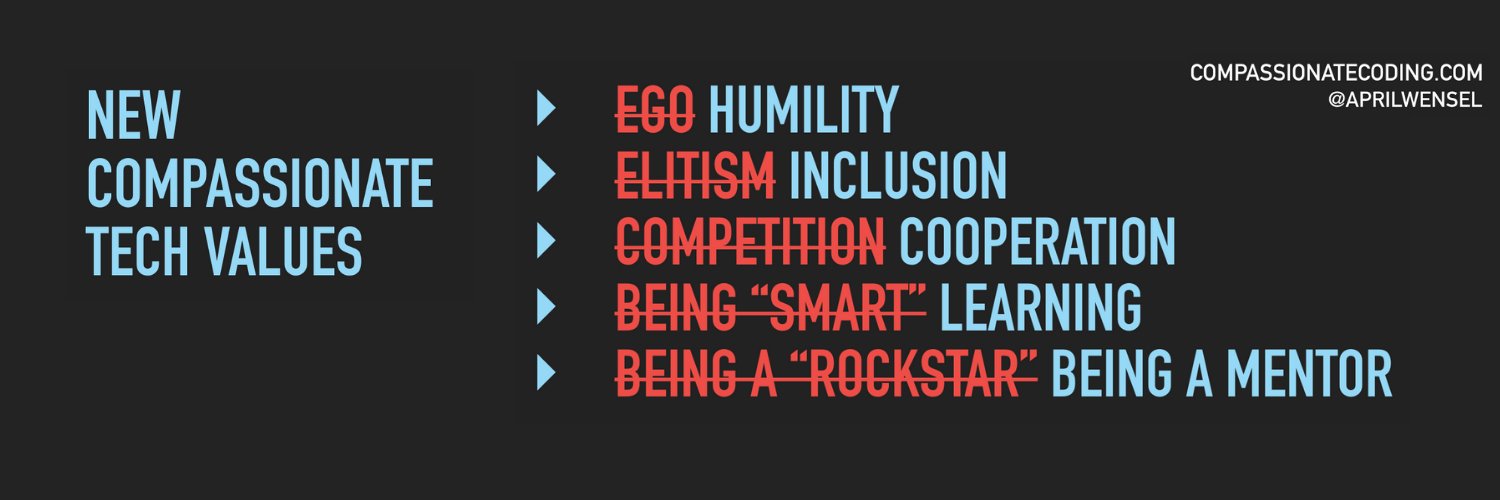 NEW
COMPASSIONATE
TECH VALUES
EGO HUMILITY
ELITISM INCLUSION
COMPETITION COOPERATION
BEING “SMART” LEARNING
BEING A “ROCKSTAR” BEING A MENTOR
COMPASSIONATECODING.COM
@APRILWENSEL